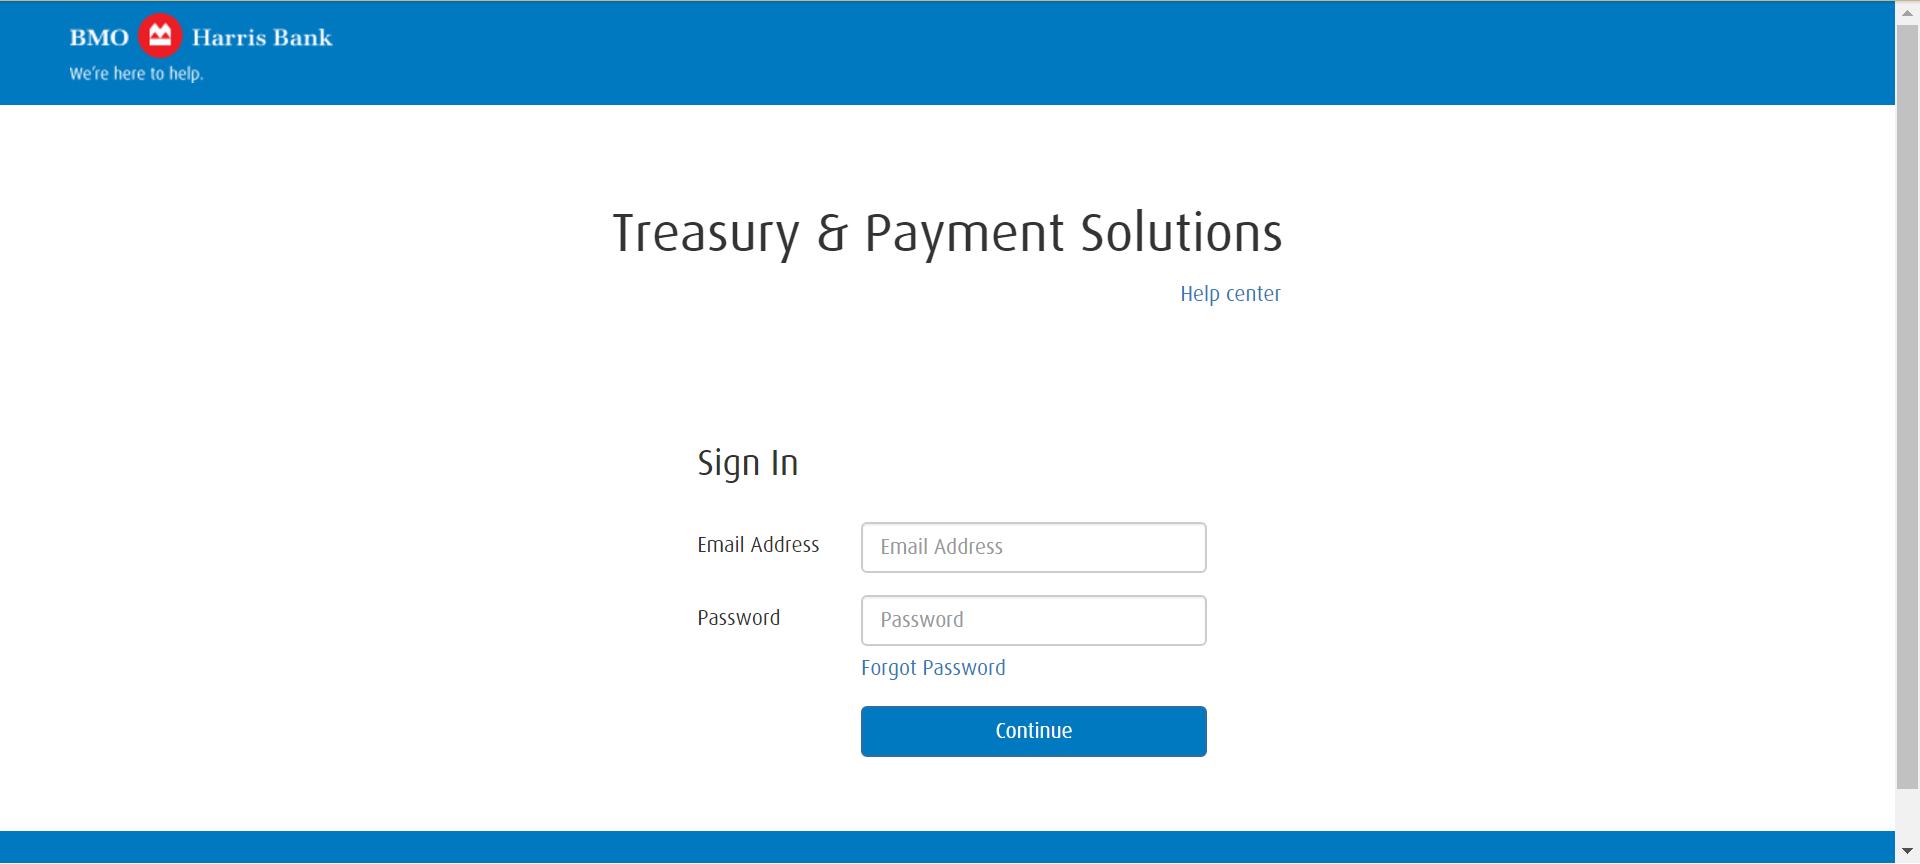 BMO Harris Bank
We're here to help.
Treasury & Payment Solutions
Help center
Sign In
Email Address Email Address
Password Password
Forgot Password
Continue